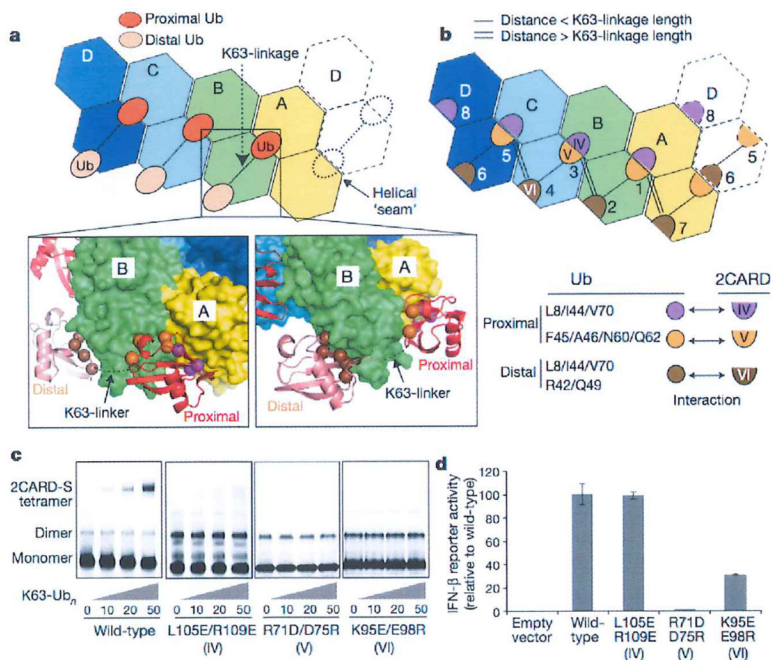 a
Proximal Ub
Distal Ub
K63-linkage
D
C
B
A
D
Ub
Ub
Helical
‘seam’
B
A
Distal
K63-linker
Proximal
B
A
Proximal
Distal
K63-linker
b
Distance < K63-linkage length
Distance > K63-linkage length
D
C
B
A
D
8
8
IV
V
VI
6
5
4
3
2
1
7
6
5
Ub
2CARD
Proximal
L8/I44/V70
IV
F45/A46/N60/Q62
V
Distal
L8/I44/V70
R42/Q49
VI
Interaction
c
2CARD-S
tetramer
Dimer
Monomer
K63-Ubn
0 10 20 50 0 10 20 50 0 10 20 50 0 10 20 50
Wild-type
L105E/R109E
(IV)
R71D/D75R
(V)
K95E/E98R
(VI)
d
IFN-β reporter activity
(relative to wild-type)
120
100
80
60
40
20
0
Empty
vector
Wild-
type
L105E
R109E
(IV)
R71D
D75R
(V)
K95E
E98R
(VI)